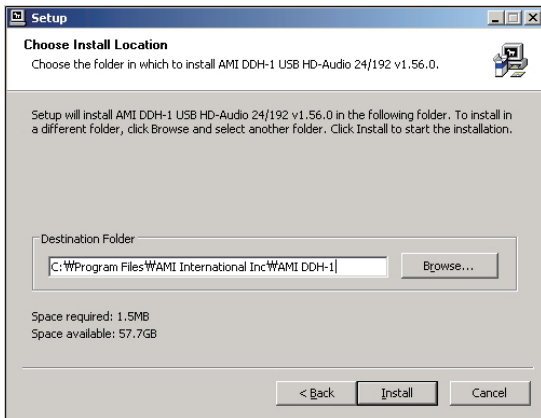 Setup
Choose Install Location
Choose the folder in which to install AMI DDH-1 USB HD-Audio 24/192 v1.56.0.
Setup will install AMI DDH-1 USB HD-Audio 24/192 v1.56.0 in the following folder. To install in
a different folder, click Browse and select another folder. Click Install to start the installation.
Destination Folder
C:₩Program Files₩AMI International Inc₩AMI DDH-1
Browse...
Space required: 1.5MB
Space available: 57.7GB
< Back
Install
Cancel